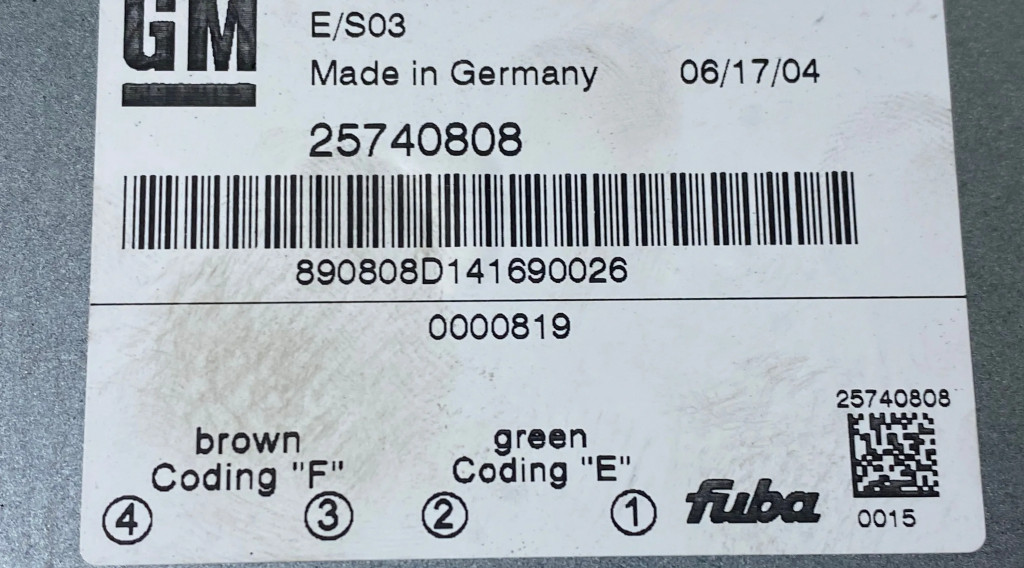 GM
E/S03
Made in Germany 06/17/04
25740808
890808D141690026
0000819
25740808
brown green
Coding "F" Coding "E"
4 3 2 1 fuba
0015